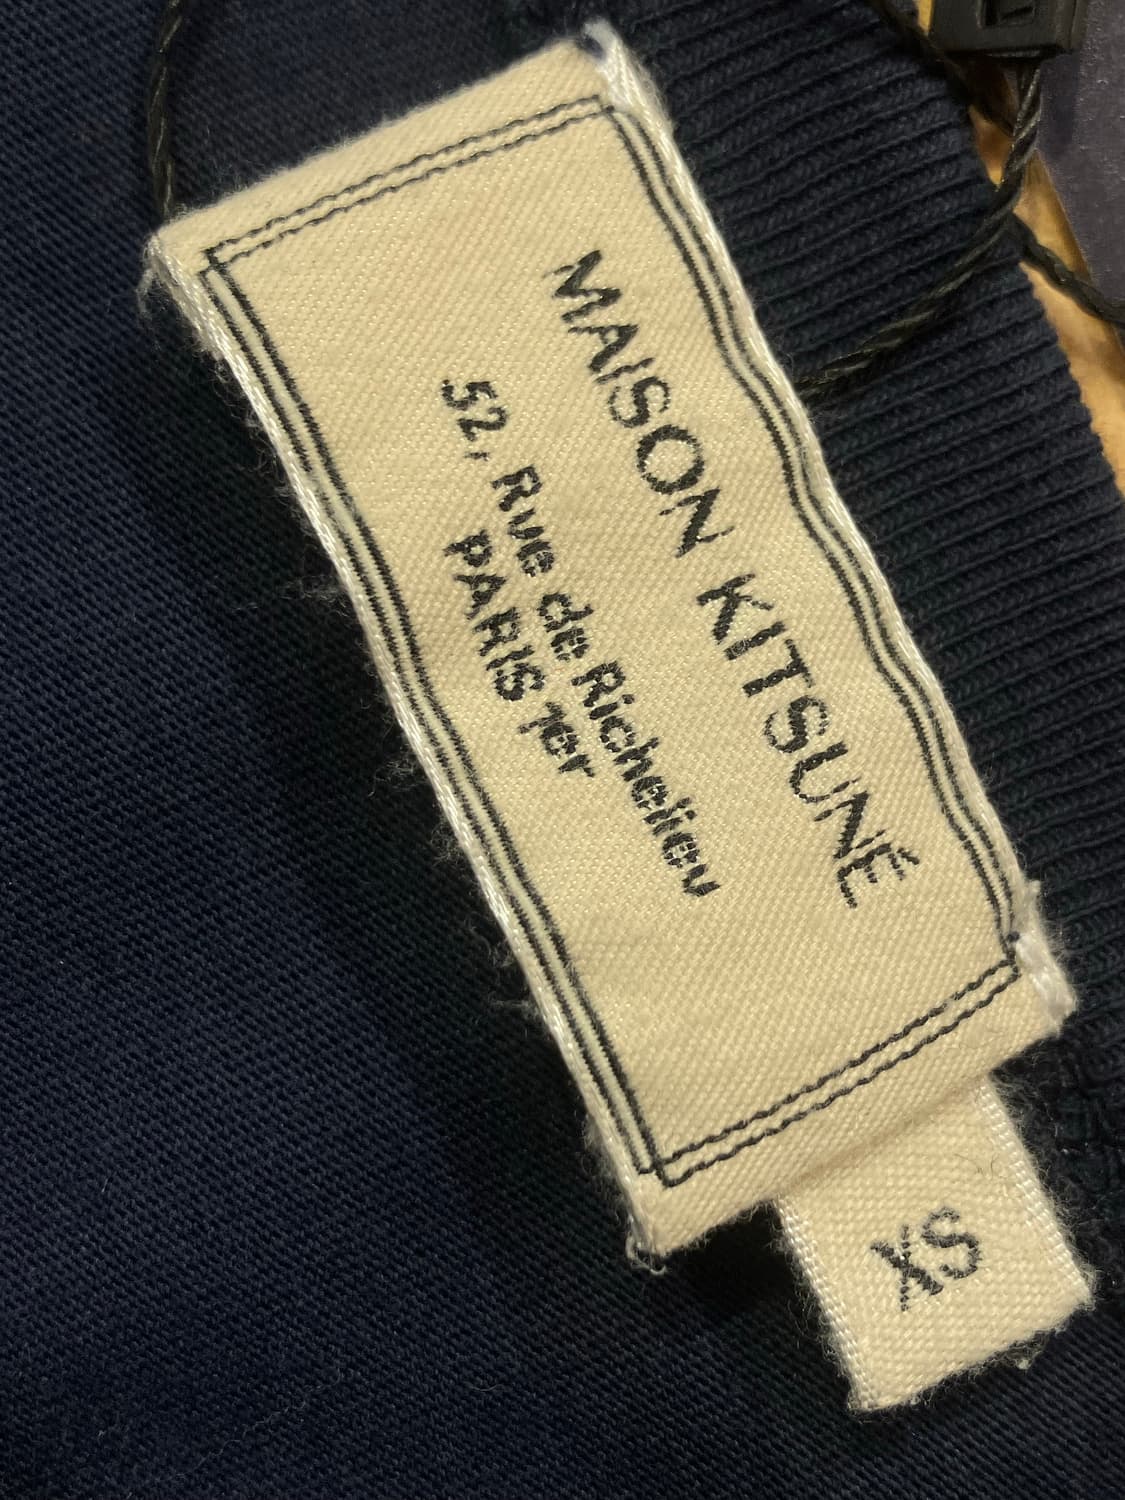 MAISON KITSUNÉ
52, Rue de Richelieu
PARIS 1er
XS